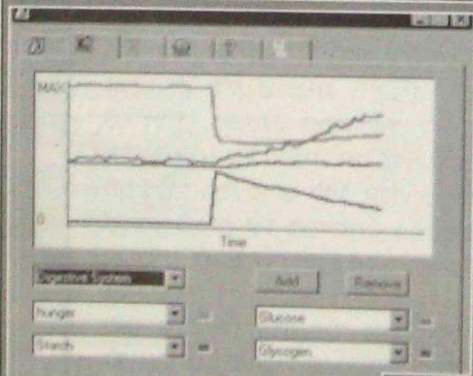 MAX
0
Time
Digestive System
Add Remove
hunger Glucose
Starch Glycogen